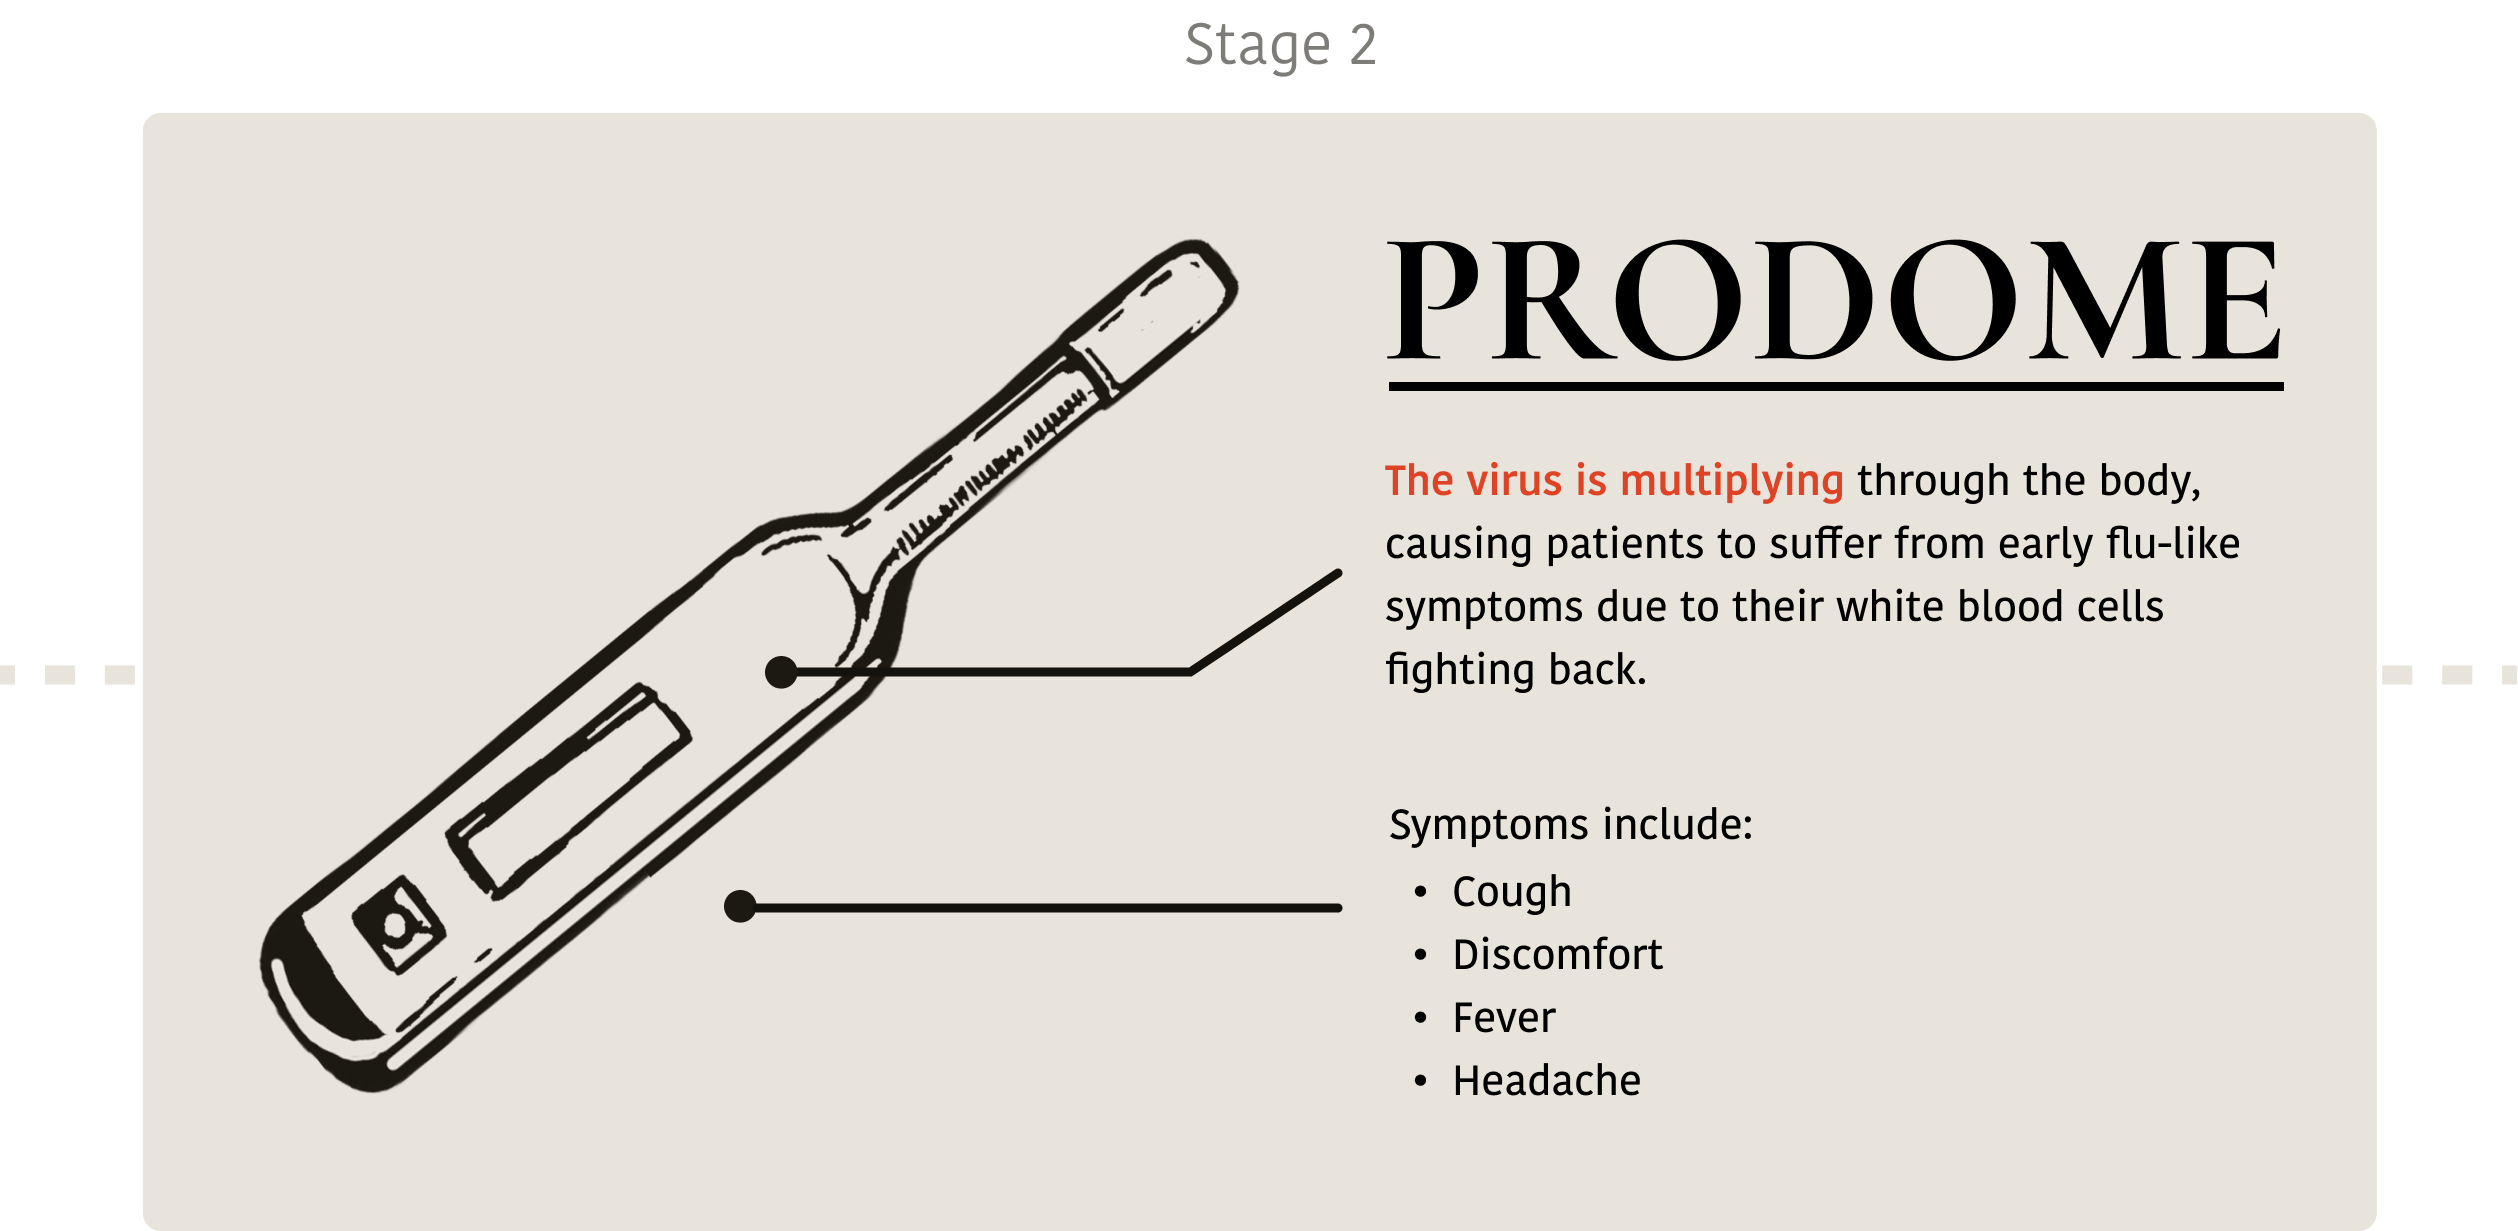 Stage 2
PRODOME
The virus is multiplying through the body,
causing patients to suffer from early flu-like
symptoms due to their white blood cells
fighting back.
Symptoms include:
• Cough
• Discomfort
• Fever
• Headache